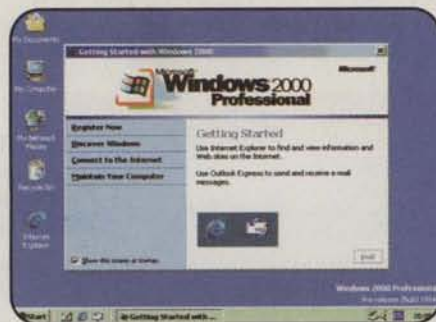 My Documents
My Computer
My Network
Places
Recycle Bin
Internet
Explorer
Getting Started with Windows 2000
Microsoft
Microsoft
Windows 2000
Professional
Register Now
Discover Windows
Connect to the Internet
Maintain Your Computer
Getting Started
Use Internet Explorer to find and view information and
Web sites on the Internet.
Use Outlook Express to send and receive e-mail
messages.
Show this screen at startup.
Exit
Windows 2000 Professional
Start
Getting Started with ...